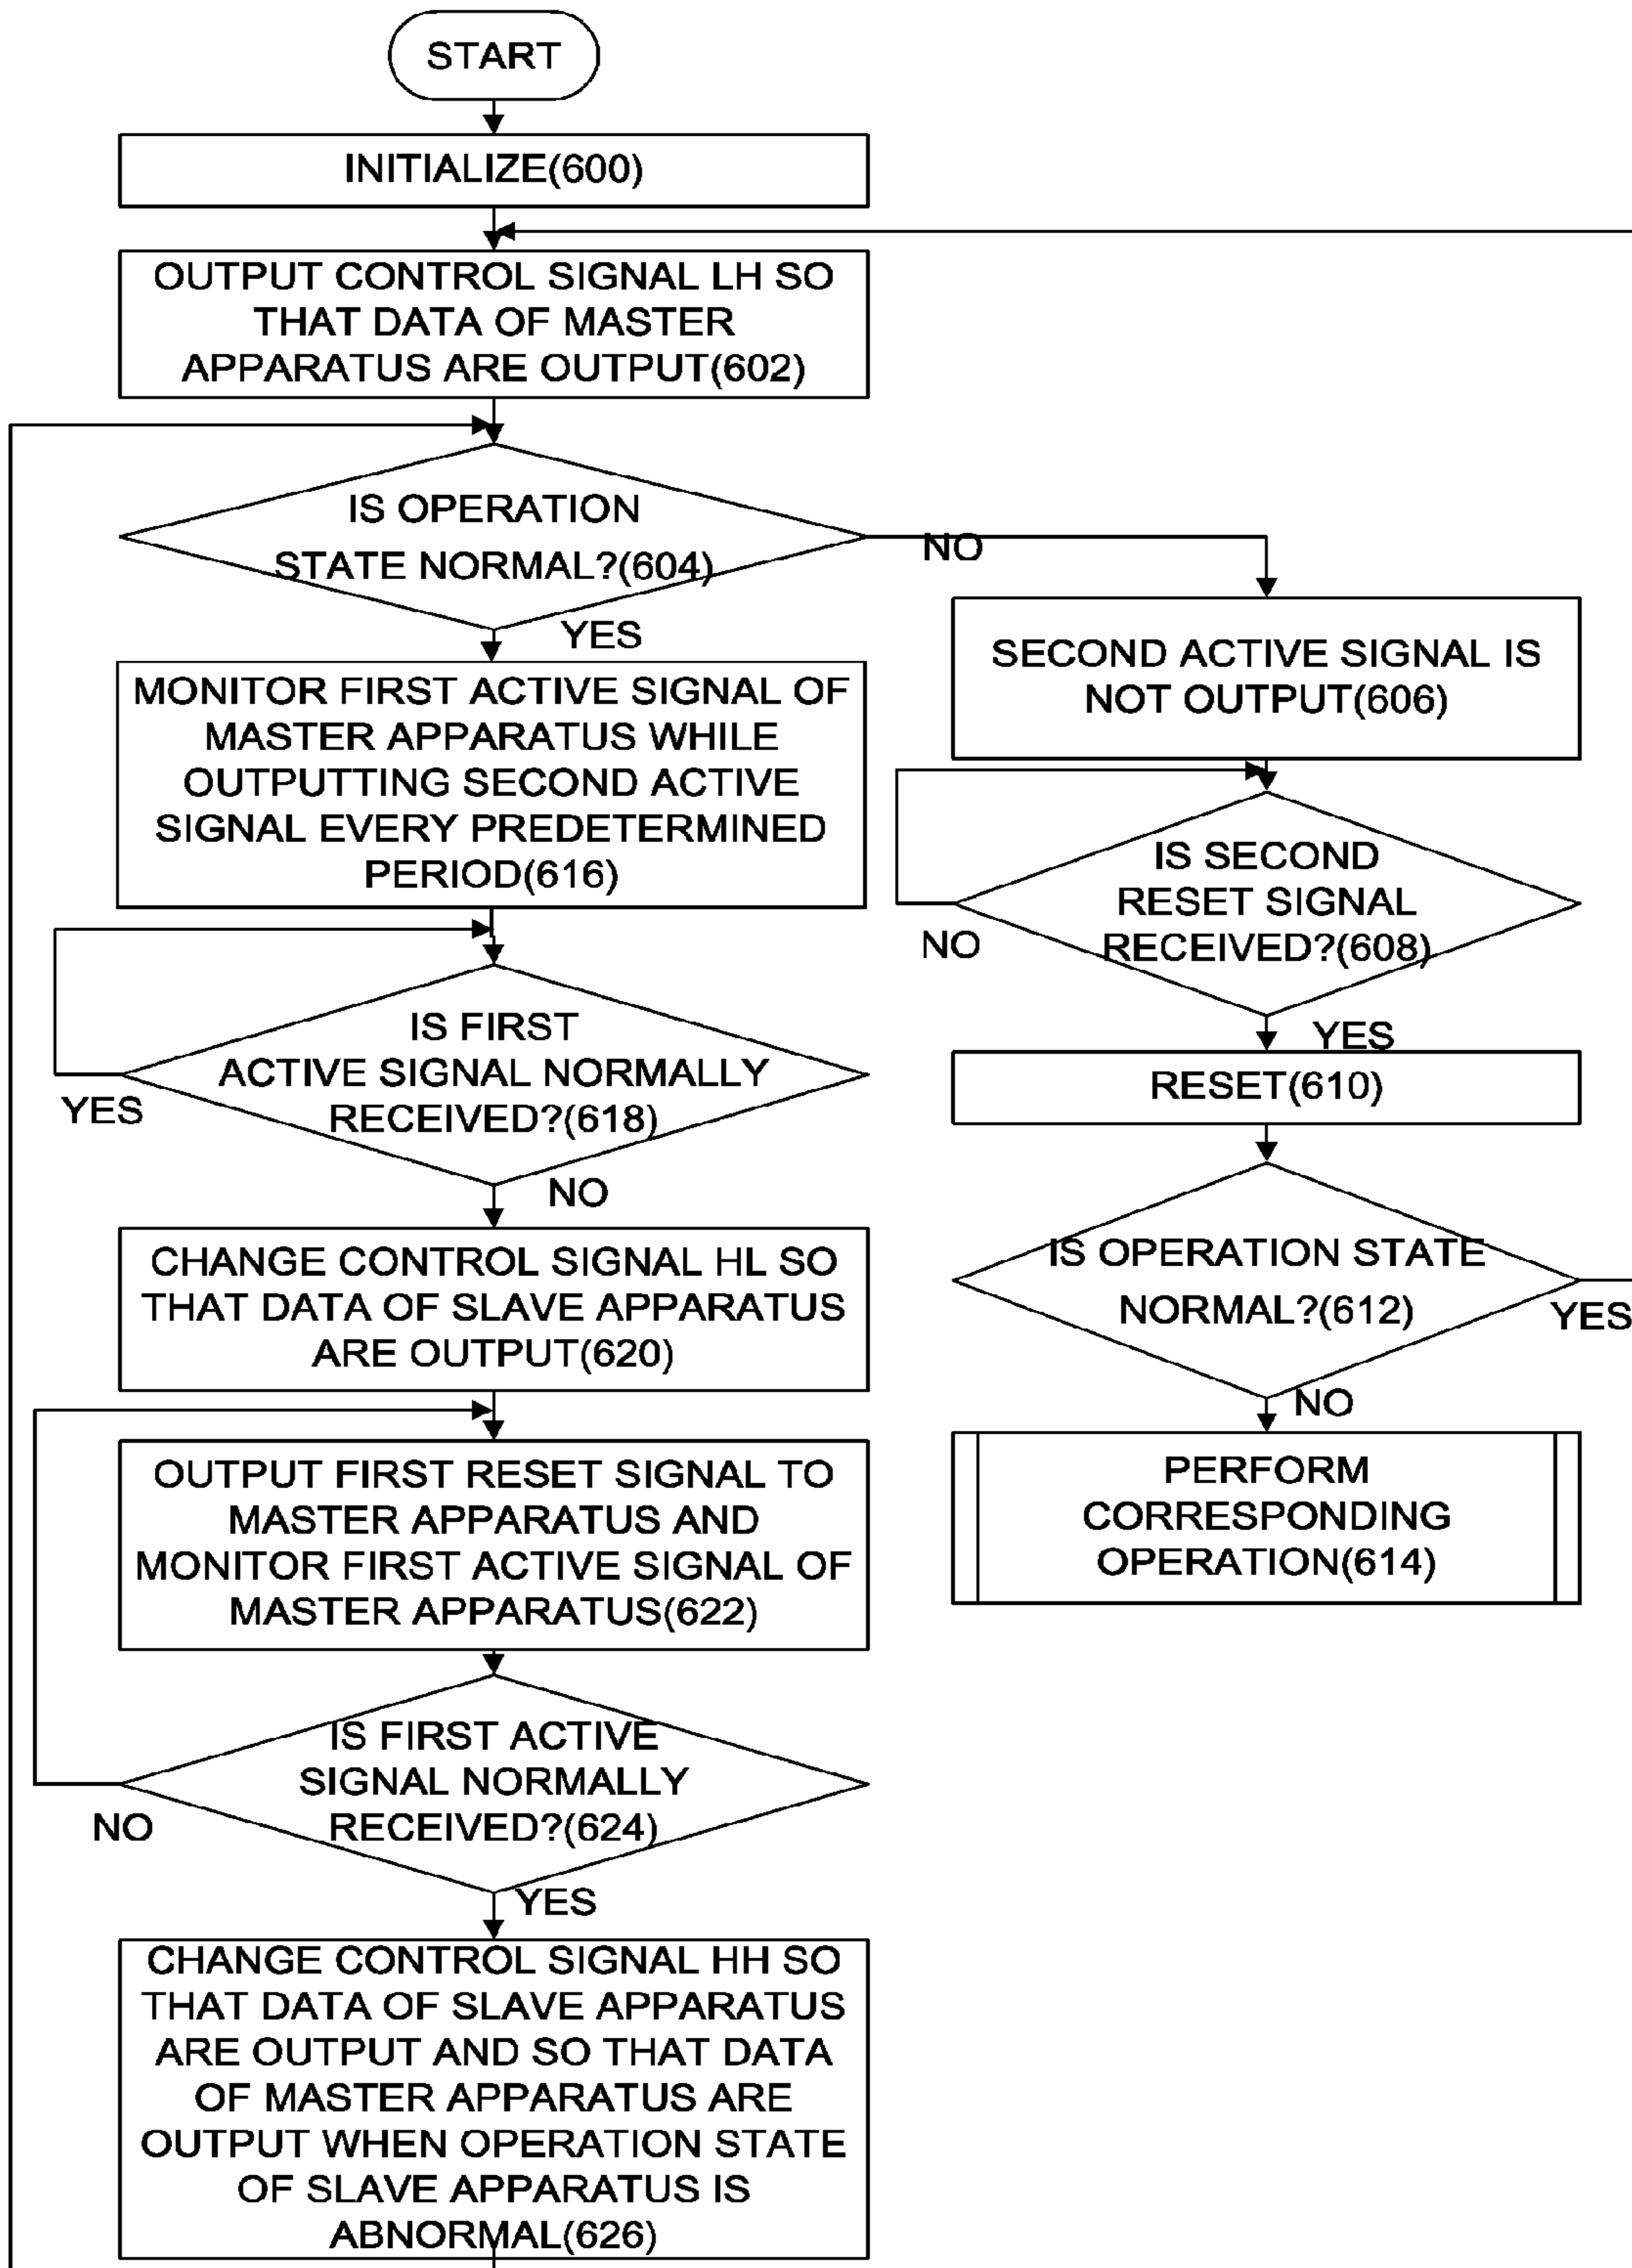 START
INITIALIZE(600)
OUTPUT CONTROL SIGNAL LH SO
THAT DATA OF MASTER
APPARATUS ARE OUTPUT(602)
IS OPERATION
STATE NORMAL?(604)
NO
YES
MONITOR FIRST ACTIVE SIGNAL OF
MASTER APPARATUS WHILE
OUTPUTTING SECOND ACTIVE
SIGNAL EVERY PREDETERMINED
PERIOD(616)
IS FIRST
ACTIVE SIGNAL NORMALLY
RECEIVED?(618)
YES
NO
CHANGE CONTROL SIGNAL HL SO
THAT DATA OF SLAVE APPARATUS
ARE OUTPUT(620)
OUTPUT FIRST RESET SIGNAL TO
MASTER APPARATUS AND
MONITOR FIRST ACTIVE SIGNAL OF
MASTER APPARATUS(622)
IS FIRST ACTIVE
SIGNAL NORMALLY
RECEIVED?(624)
NO
YES
CHANGE CONTROL SIGNAL HH SO
THAT DATA OF SLAVE APPARATUS
ARE OUTPUT AND SO THAT DATA
OF MASTER APPARATUS ARE
OUTPUT WHEN OPERATION STATE
OF SLAVE APPARATUS IS
ABNORMAL(626)
SECOND ACTIVE SIGNAL IS
NOT OUTPUT(606)
IS SECOND
RESET SIGNAL
RECEIVED?(608)
NO
YES
RESET(610)
IS OPERATION STATE
NORMAL?(612)
YES
NO
PERFORM
CORRESPONDING
OPERATION(614)